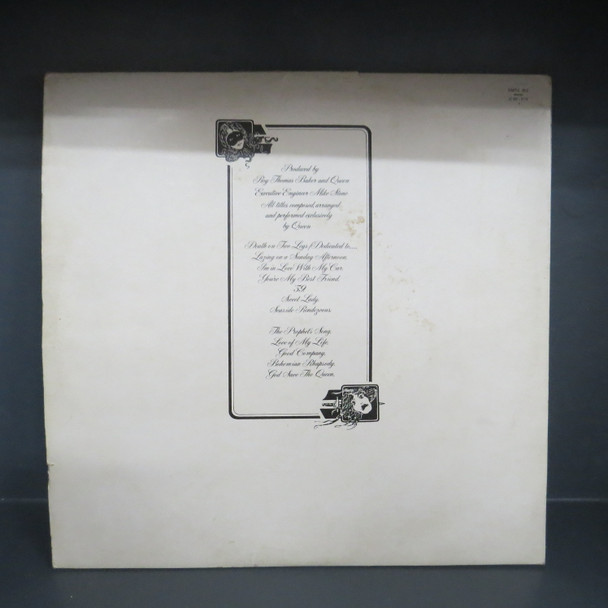 Produced by
Roy Thomas Baker and Queen
Executive Engineer Mike Stone
All titles composed, arranged,
and performed exclusively
by Queen
Death on Two Legs (Dedicated to......
Lazing on a Sunday Afternoon.
I'm in Love With My Car.
You're My Best Friend.
'39
Sweet Lady.
Seaside Rendezvous.
The Prophet's Song.
Love of My Life.
Good Company.
Bohemian Rhapsody.
God Save The Queen.